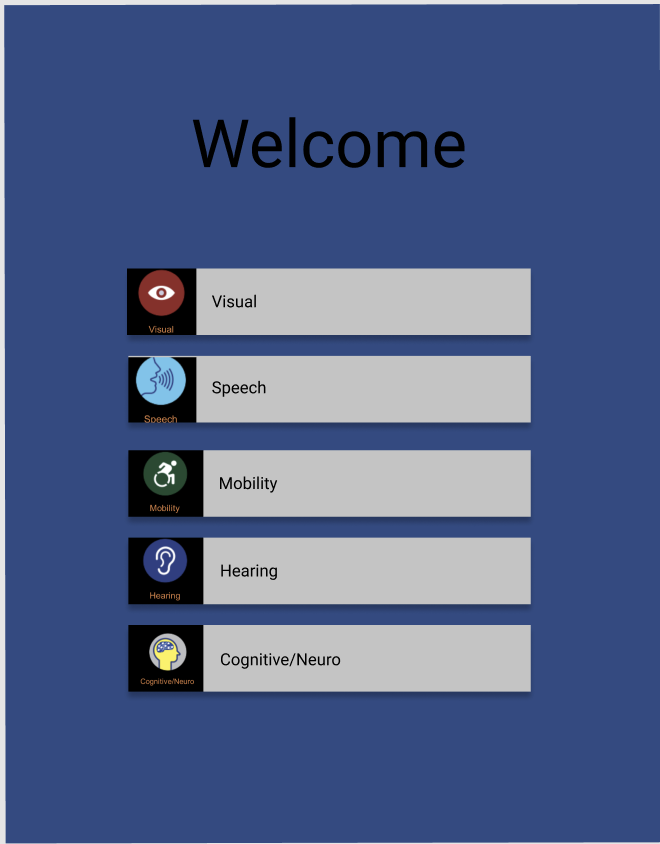 Welcome
Visual
Visual
Speech
Speech
Mobility
Mobility
Hearing
Hearing
Cognitive/Neuro
Cognitive/Neuro